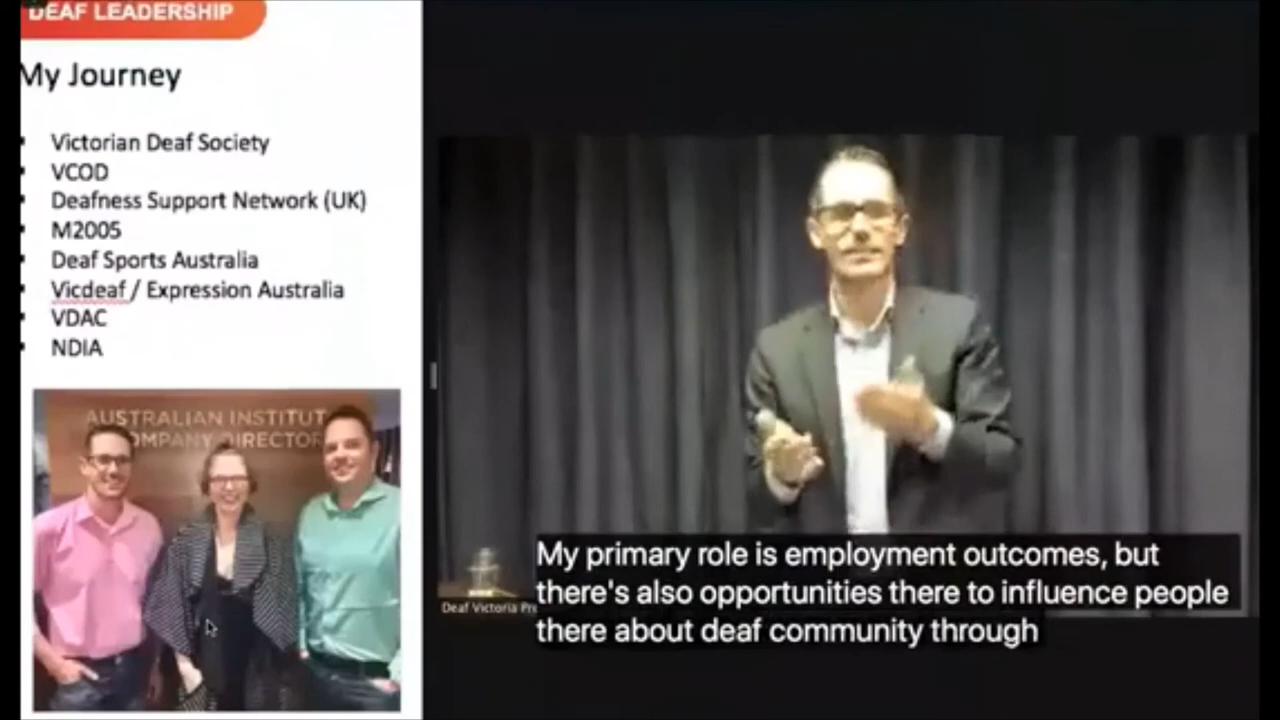 DEAF LEADERSHIP
My Journey
Victorian Deaf Society
VCOD
Deafness Support Network (UK)
M2005
Deaf Sports Australia
Vicdeaf / Expression Australia
VDAC
NDIA
AUSTRALIAN INSTITUT
COMPANY DIRECTOR
Deaf Victoria
My primary role is employment outcomes, but
there's also opportunities there to influence people
there about deaf community through